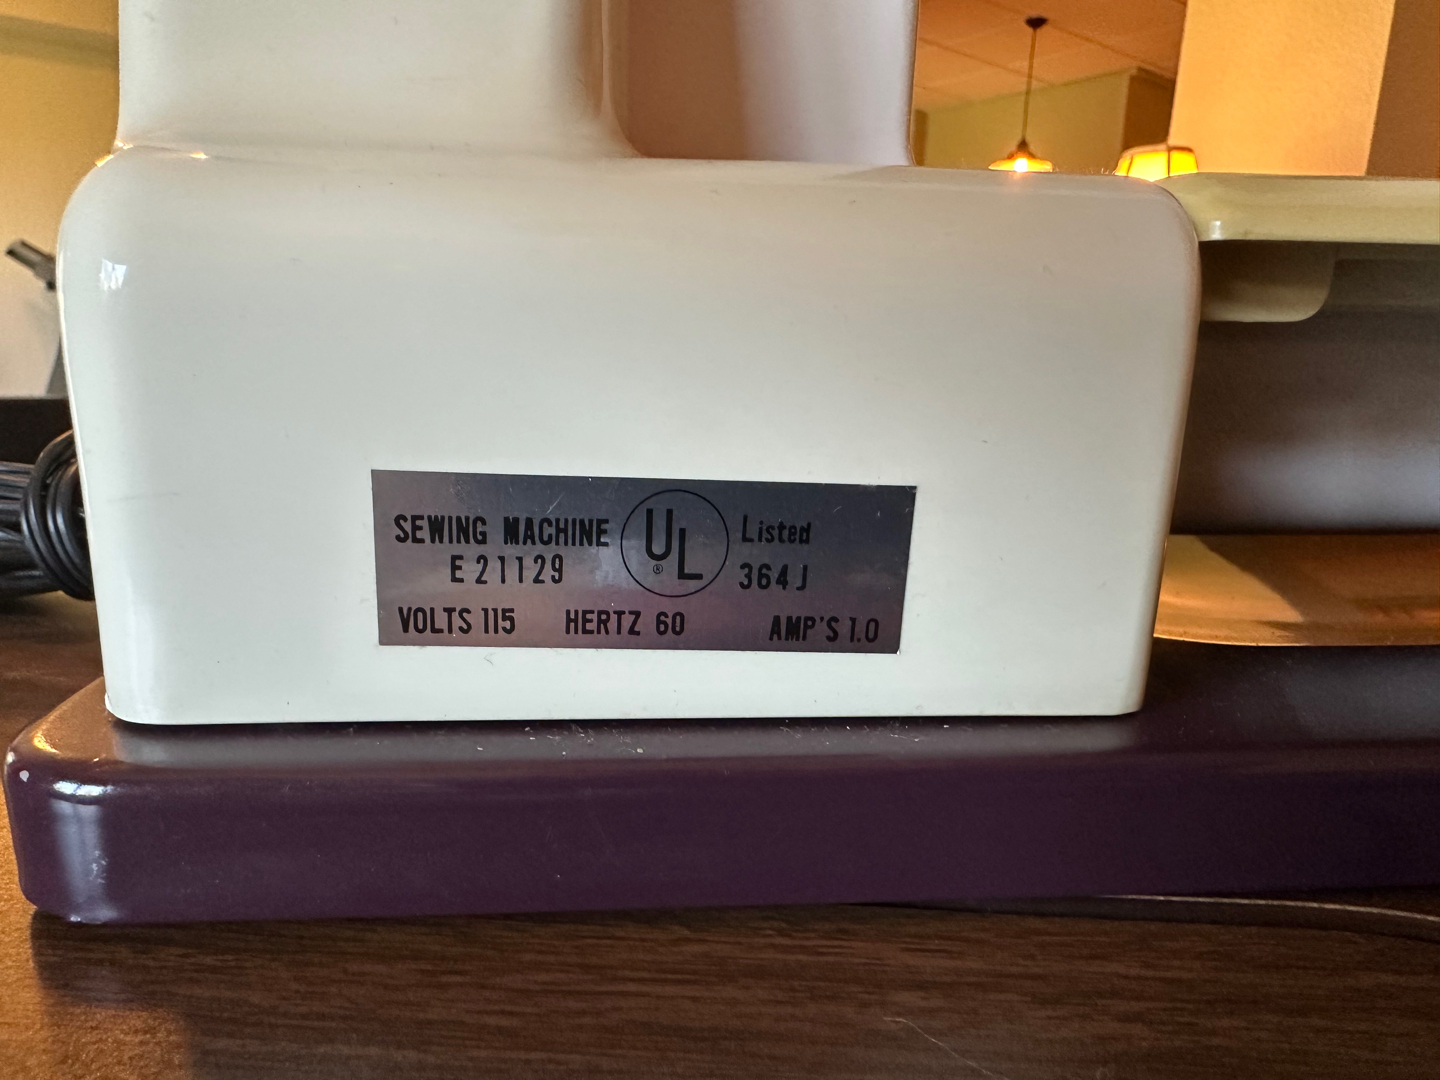 SEWING MACHINE UL® Listed
E21129 364J
VOLTS 115 HERTZ 60 AMP'S 1.0